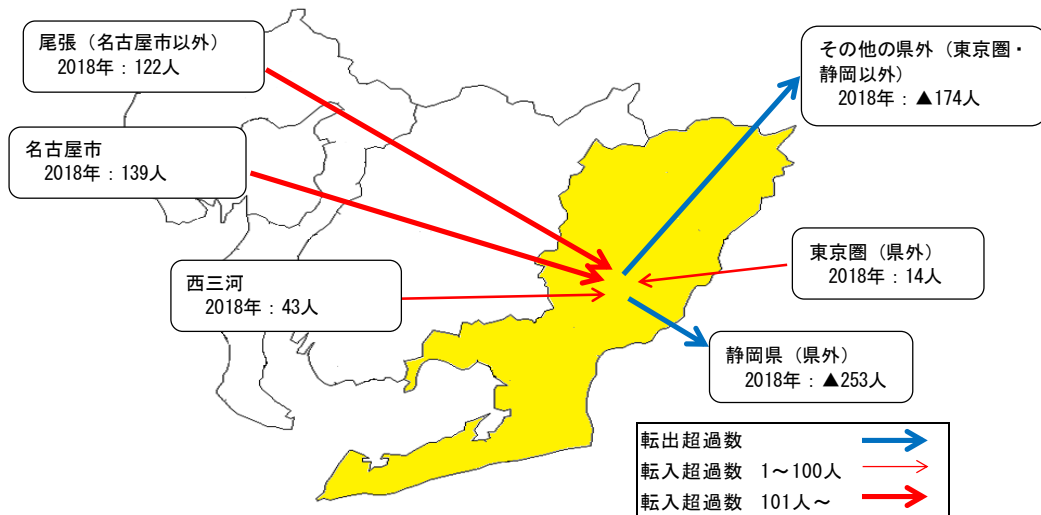 尾張（名古屋市以外）
2018年：122人
名古屋市
2018年：139人
西三河
2018年：43人
その他の県外（東京圏・
静岡以外）
2018年：▲174人
東京圏（県外）
2018年：14人
静岡県（県外）
2018年：▲253人
転出超過数
転入超過数 1～100人
転入超過数 101人～